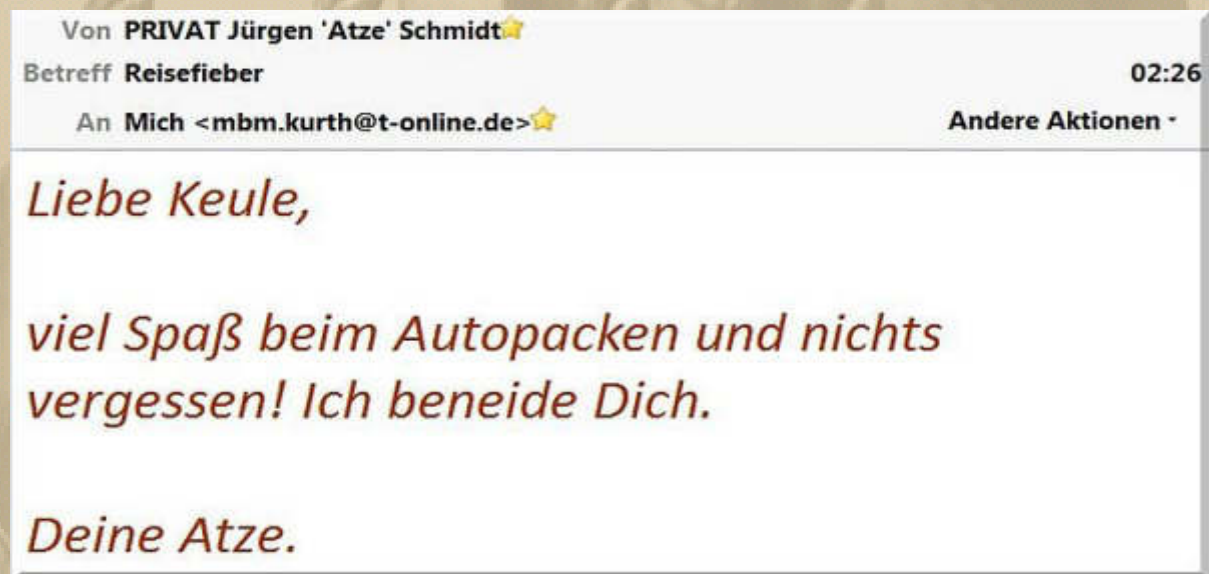 Von PRIVAT Jürgen 'Atze' Schmidt
Betreff Reisefieber 02:26
An Mich <mbm.kurth@t-online.de> Andere Aktionen
Liebe Keule,
viel Spaß beim Autopacken und nichts
vergessen! Ich beneide Dich.
Deine Atze.